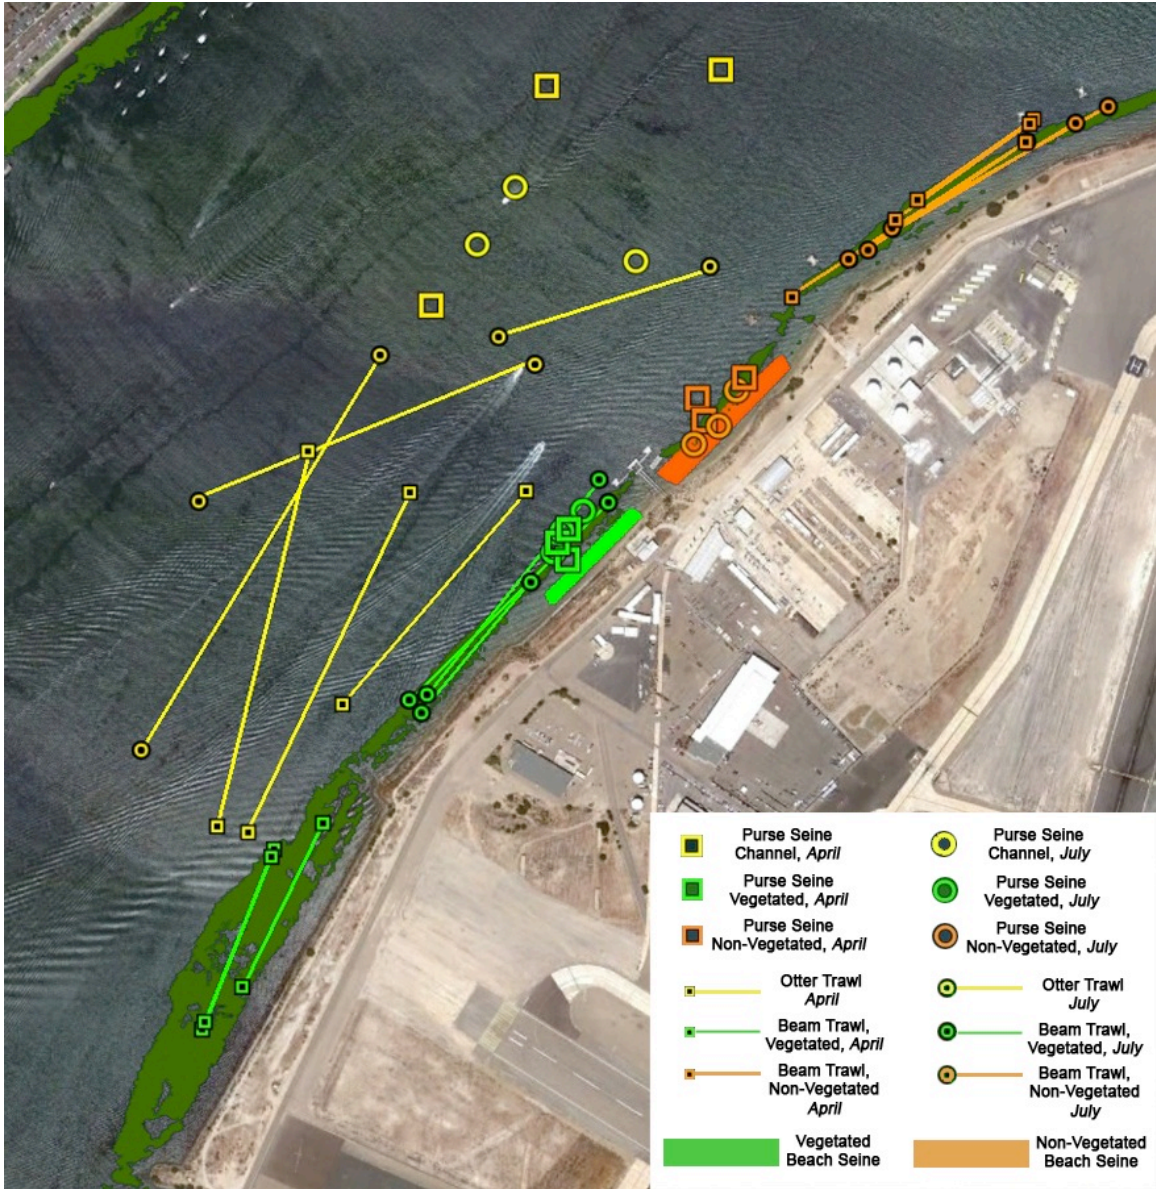 Purse Seine
Channel, April
Purse Seine
Channel, July
Purse Seine
Vegetated, April
Purse Seine
Vegetated, July
Purse Seine
Non-Vegetated, April
Purse Seine
Non-Vegetated, July
Otter Trawl
April
Otter Trawl
July
Beam Trawl,
Vegetated, April
Beam Trawl,
Vegetated, July
Beam Trawl,
Non-Vegetated
April
Beam Trawl,
Non-Vegetated
July
Vegetated
Beach Seine
Non-Vegetated
Beach Seine